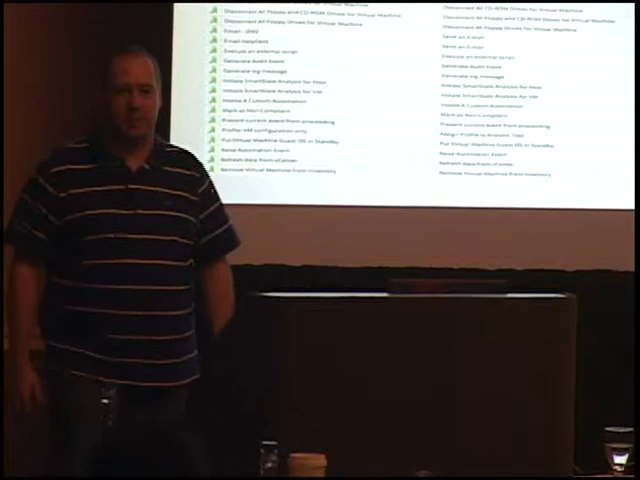 Disconnect All Floppy and CD-ROM Drives for Virtual Machine Disconnect All CD-ROM Drives for Virtual Machine
Disconnect All Floppy Drives for Virtual Machine Disconnect All Floppy and CD-ROM Drives for Virtual Machine
Disconnect All Floppy Drives for Virtual Machine
Email - Send an E-mail
Email HelpDesk Send an E-mail
Execute an external script Execute an external script
Generate Audit Event Generate Audit Event
Generate log message Generate log message
Initiate SmartState Analysis for Host Initiate SmartState Analysis for Host
Initiate SmartState Analysis for VM Initiate SmartState Analysis for VM
Invoke A Custom Automation Invoke A Custom Automation
Mark as Non-Compliant Mark as Non-Compliant
Prevent current event from proceeding Prevent current event from proceeding
Profile VM configuration only Assign Profile to Analysis Task
Put Virtual Machine Guest OS in Standby Put Virtual Machine Guest OS in Standby
Raise Automation Event Raise Automation Event
Refresh data from vCenter Refresh data from vCenter
Remove Virtual Machine from Inventory Remove Virtual Machine from Inventory